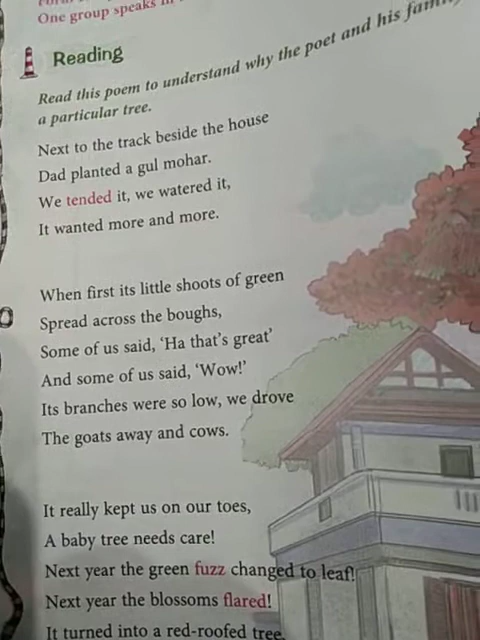 One group speaks in
Reading
Read this poem to understand why the poet and his family
a particular tree.
Next to the track beside the house
Dad planted a gul mohar.
We tended it, we watered it,
It wanted more and more.
When first its little shoots of green
Spread across the boughs,
Some of us said, ‘Ha that’s great’
And some of us said, ‘Wow!’
Its branches were so low, we drove
The goats away and cows.
It really kept us on our toes,
A baby tree needs care!
Next year the green fuzz changed to leaf!
Next year the blossoms flared!
It turned into a red-roofed tree